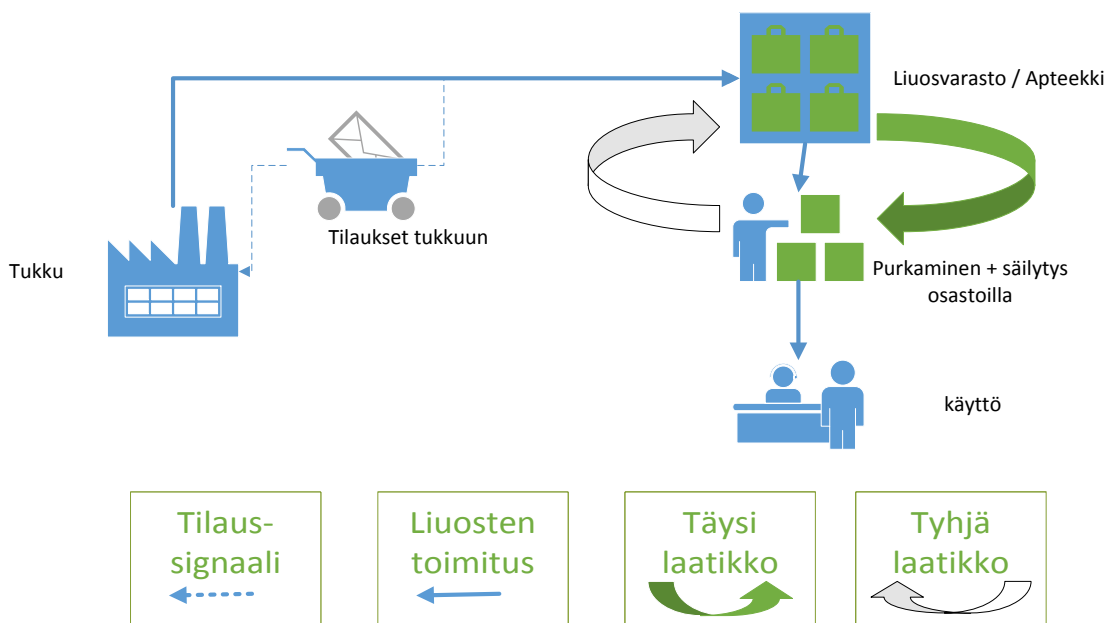 Liuosvarasto / Apteekki
Tilaukset tukkuun
Tukku
Purkaminen + säilytys
osastoilla
käyttö
Tilaus-
signaali
Liuosten
toimitus
Täysi
laatikko
Tyhjä
laatikko